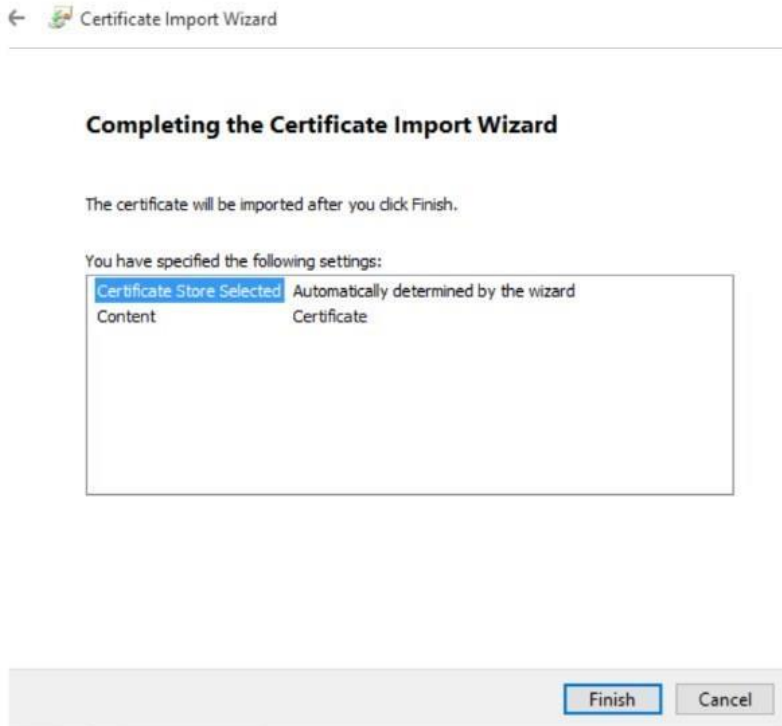 Certificate Import Wizard
Completing the Certificate Import Wizard
The certificate will be imported after you click Finish.
You have specified the following settings:
Certificate Store Selected Automatically determined by the wizard
Content Certificate
Finish Cancel